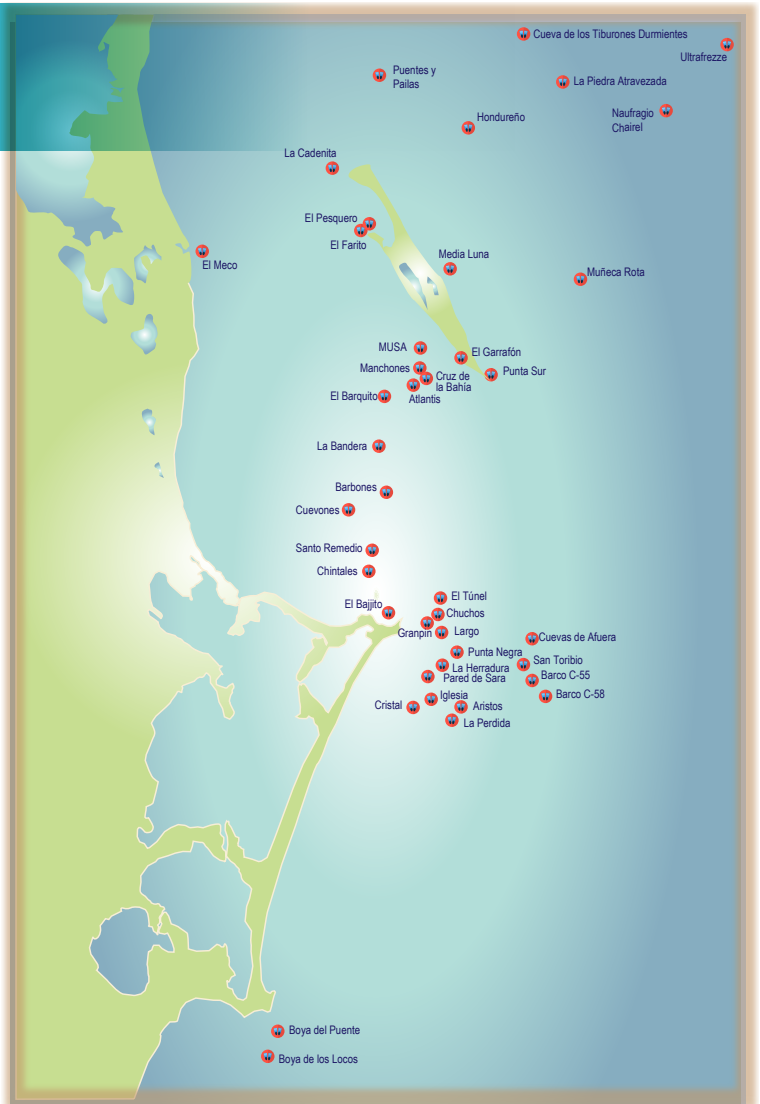 Cueva de los Tiburones Durmientes
Ultrafrezze
Puentes y
Pailas
La Piedra Atravezada
Naufragio
Chairel
Hondureño
La Cadenita
El Pesquero
El Farito
Media Luna
El Meco
Muñeca Rota
MUSA
El Garrafón
Manchones
Cruz de
la Bahía
Punta Sur
El Barquito
Atlantis
La Bandera
Barbones
Cuevones
Santo Remedio
Chintales
El Bajjito
El Túnel
Chuchos
Granpin
Largo
Cuevas de Afuera
Punta Negra
San Toribio
La Herradura
Pared de Sara
Barco C-55
Iglesia
Barco C-58
Cristal
Aristos
La Perdida
Boya del Puente
Boya de los Locos